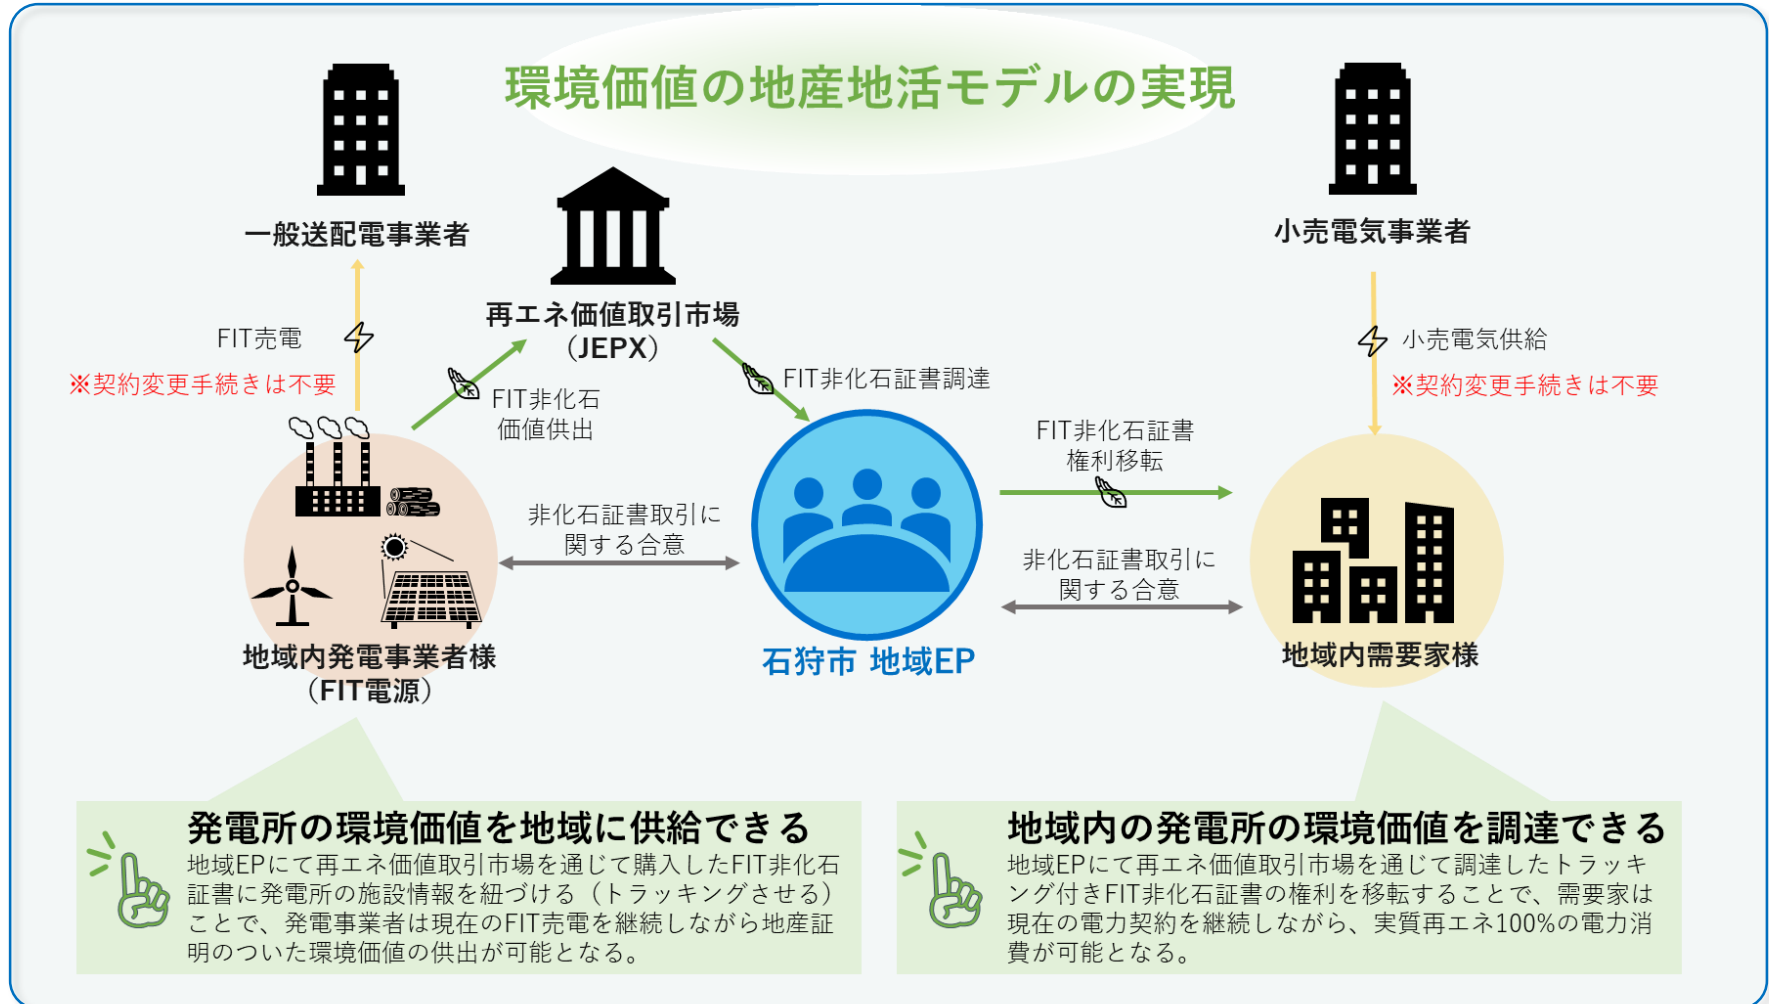 環境価値の地産地活モデルの実現
一般送配電事業者
小売電気事業者
再エネ価値取引市場
（JEPX）
FIT売電
※契約変更手続きは不要
FIT非化石
価値供出
FIT非化石証書調達
小売電気供給
※契約変更手続きは不要
FIT非化石証書
権利移転
非化石証書取引に
関する合意
非化石証書取引に
関する合意
地域内発電事業者様
（FIT電源）
石狩市 地域EP
地域内需要家様
発電所の環境価値を地域に供給できる
地域EPにて再エネ価値取引市場を通じて購入したFIT非化石
証書に発電所の施設情報を紐づける（トラッキングさせる）
ことで、発電事業者は現在のFIT売電を継続しながら地産証
明のついた環境価値の供出が可能となる。
地域内の発電所の環境価値を調達できる
地域EPにて再エネ価値取引市場を通じて調達したトラッキ
ング付きFIT非化石証書の権利を移転することで、需要家は
現在の電力契約を継続しながら、実質再エネ100%の電力消
費が可能となる。